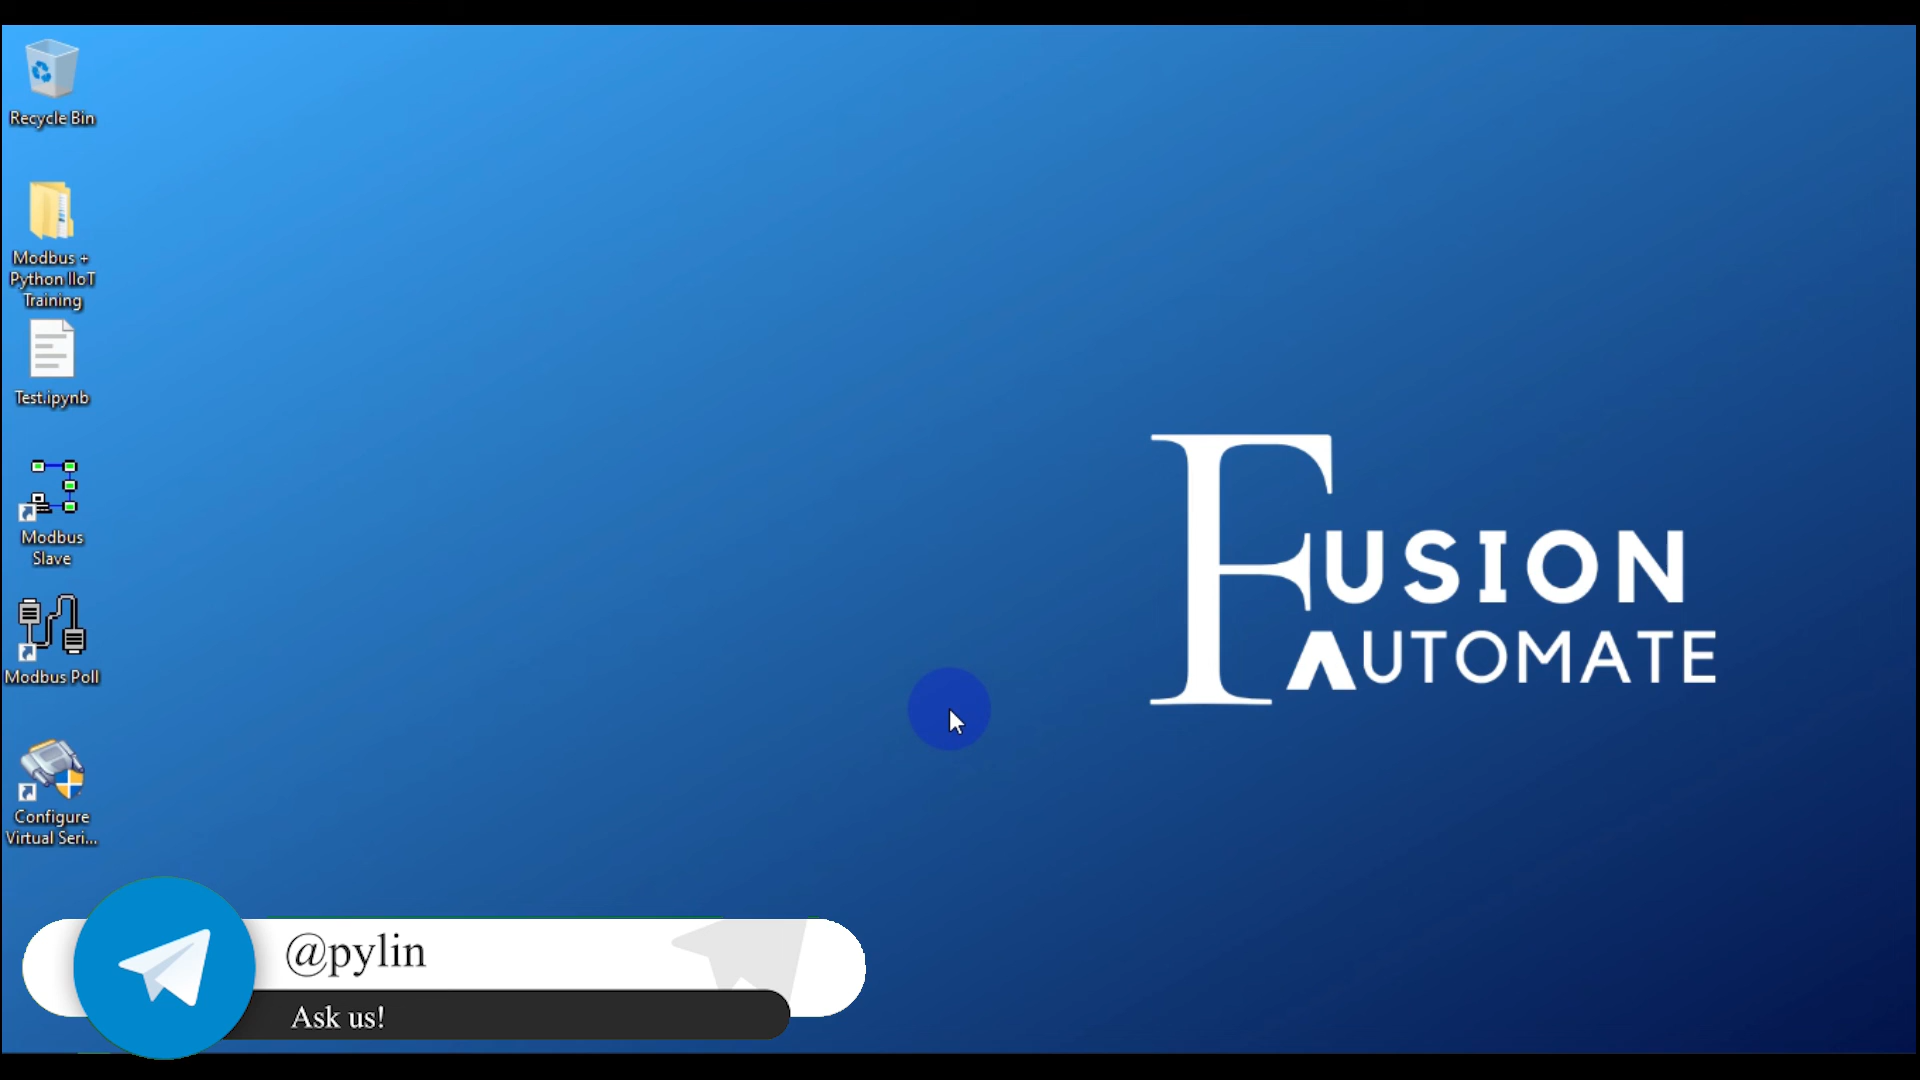 Recycle Bin
Modbus +
Python IIoT
Training
Test.ipynb
Modbus
Slave
Modbus Poll
Configure
Virtual Seri...
FUSION
AUTOMATE
@pylin
Ask us!